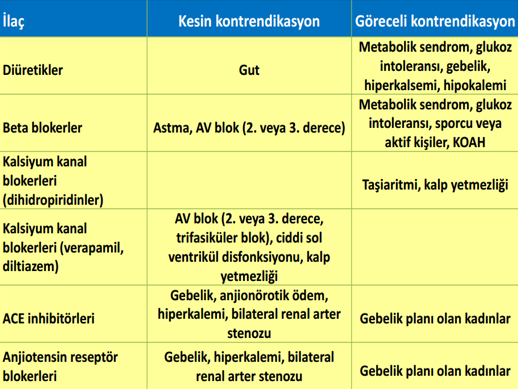 İlaç
Kesin kontrendikasyon
Göreceli kontrendikasyon
Diüretikler
Gut
Metabolik sendrom, glukoz
intoleransı, gebelik,
hiperkalsemi, hipokalemi
Beta blokerler
Astma, AV blok (2. veya 3. derece)
Metabolik sendrom, glukoz
intoleransı, sporcu veya
aktif kişiler, KOAH
Kalsiyum kanal
blokerleri
(dihidropiridinler)
Taşiaritmi, kalp yetmezliği
Kalsiyum kanal
blokerleri (verapamil,
diltiazem)
AV blok (2. veya 3. derece,
trifasiküler blok), ciddi sol
ventrikül disfonksiyonu, kalp
yetmezliği
ACE inhibitörleri
Gebelik, anjionörotik ödem,
hiperkalemi, bilateral renal arter
stenozu
Gebelik planı olan kadınlar
Anjiotensin reseptör
blokerleri
Gebelik, hiperkalemi, bilateral
renal arter stenozu
Gebelik planı olan kadınlar